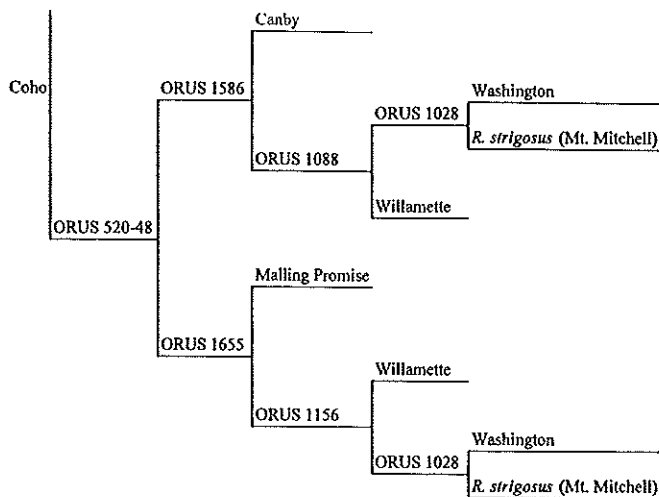 Canby
Coho
ORUS 1586
Washington
ORUS 1028
R. strigosus (Mt. Mitchell)
ORUS 1088
Willamette
ORUS 520-48
Malling Promise
ORUS 1655
Willamette
ORUS 1156
Washington
ORUS 1028
R. strigosus (Mt. Mitchell)